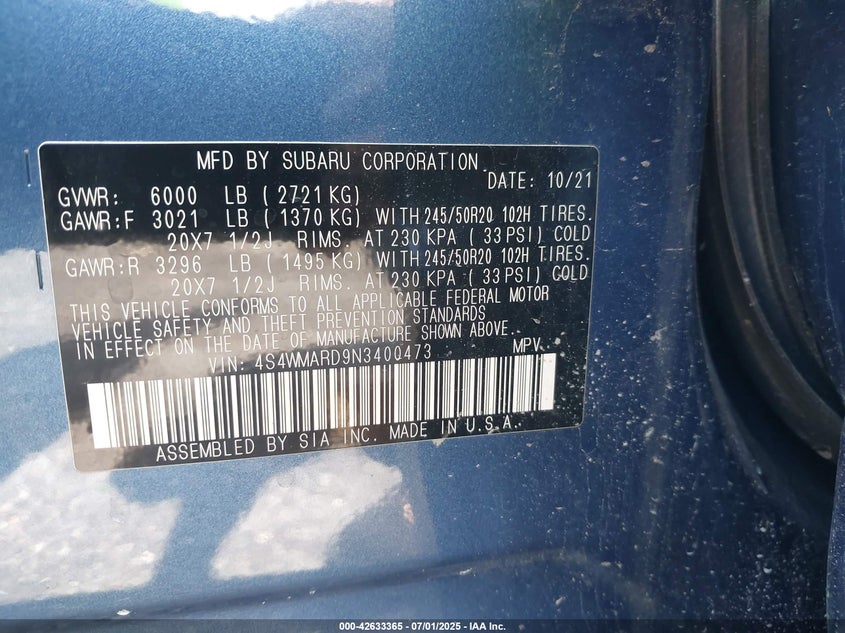 MFD BY SUBARU CORPORATION
DATE: 10/21
GVWR: 6000 LB ( 2721 KG)
GAWR:F 3021 LB ( 1370 KG) WITH 245/50R20 102H TIRES.
20X7 1/2J RIMS. AT 230 KPA ( 33 PSI) COLD
GAWR:R 3296 LB ( 1495 KG) WITH 245/50R20 102H TIRES.
20X7 1/2J RIMS. AT 230 KPA ( 33 PSI) COLD
THIS VEHICLE CONFORMS TO ALL APPLICABLE FEDERAL MOTOR
VEHICLE SAFETY AND THEFT PREVENTION STANDARDS
IN EFFECT ON THE DATE OF MANUFACTURE SHOWN ABOVE.
VIN: 4S4WMARD9N3400473 MPV
ASSEMBLED BY SIA INC. MADE IN U.S.A.
000-42633365 - 07/01/2025 - IAA Inc.